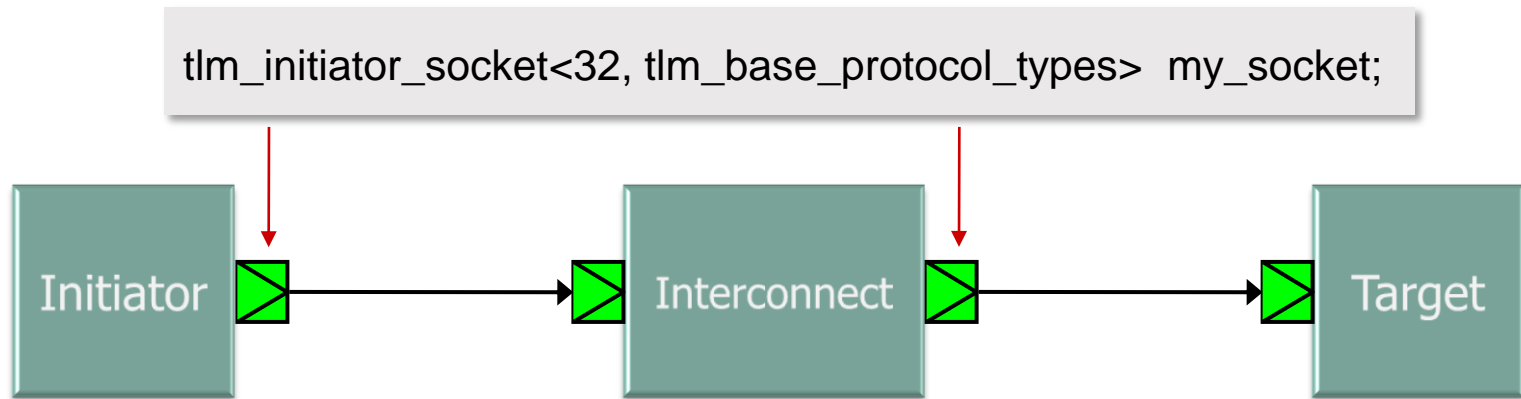 tlm_initiator_socket<32, tlm_base_protocol_types> my_socket;
Initiator
Interconnect
Target